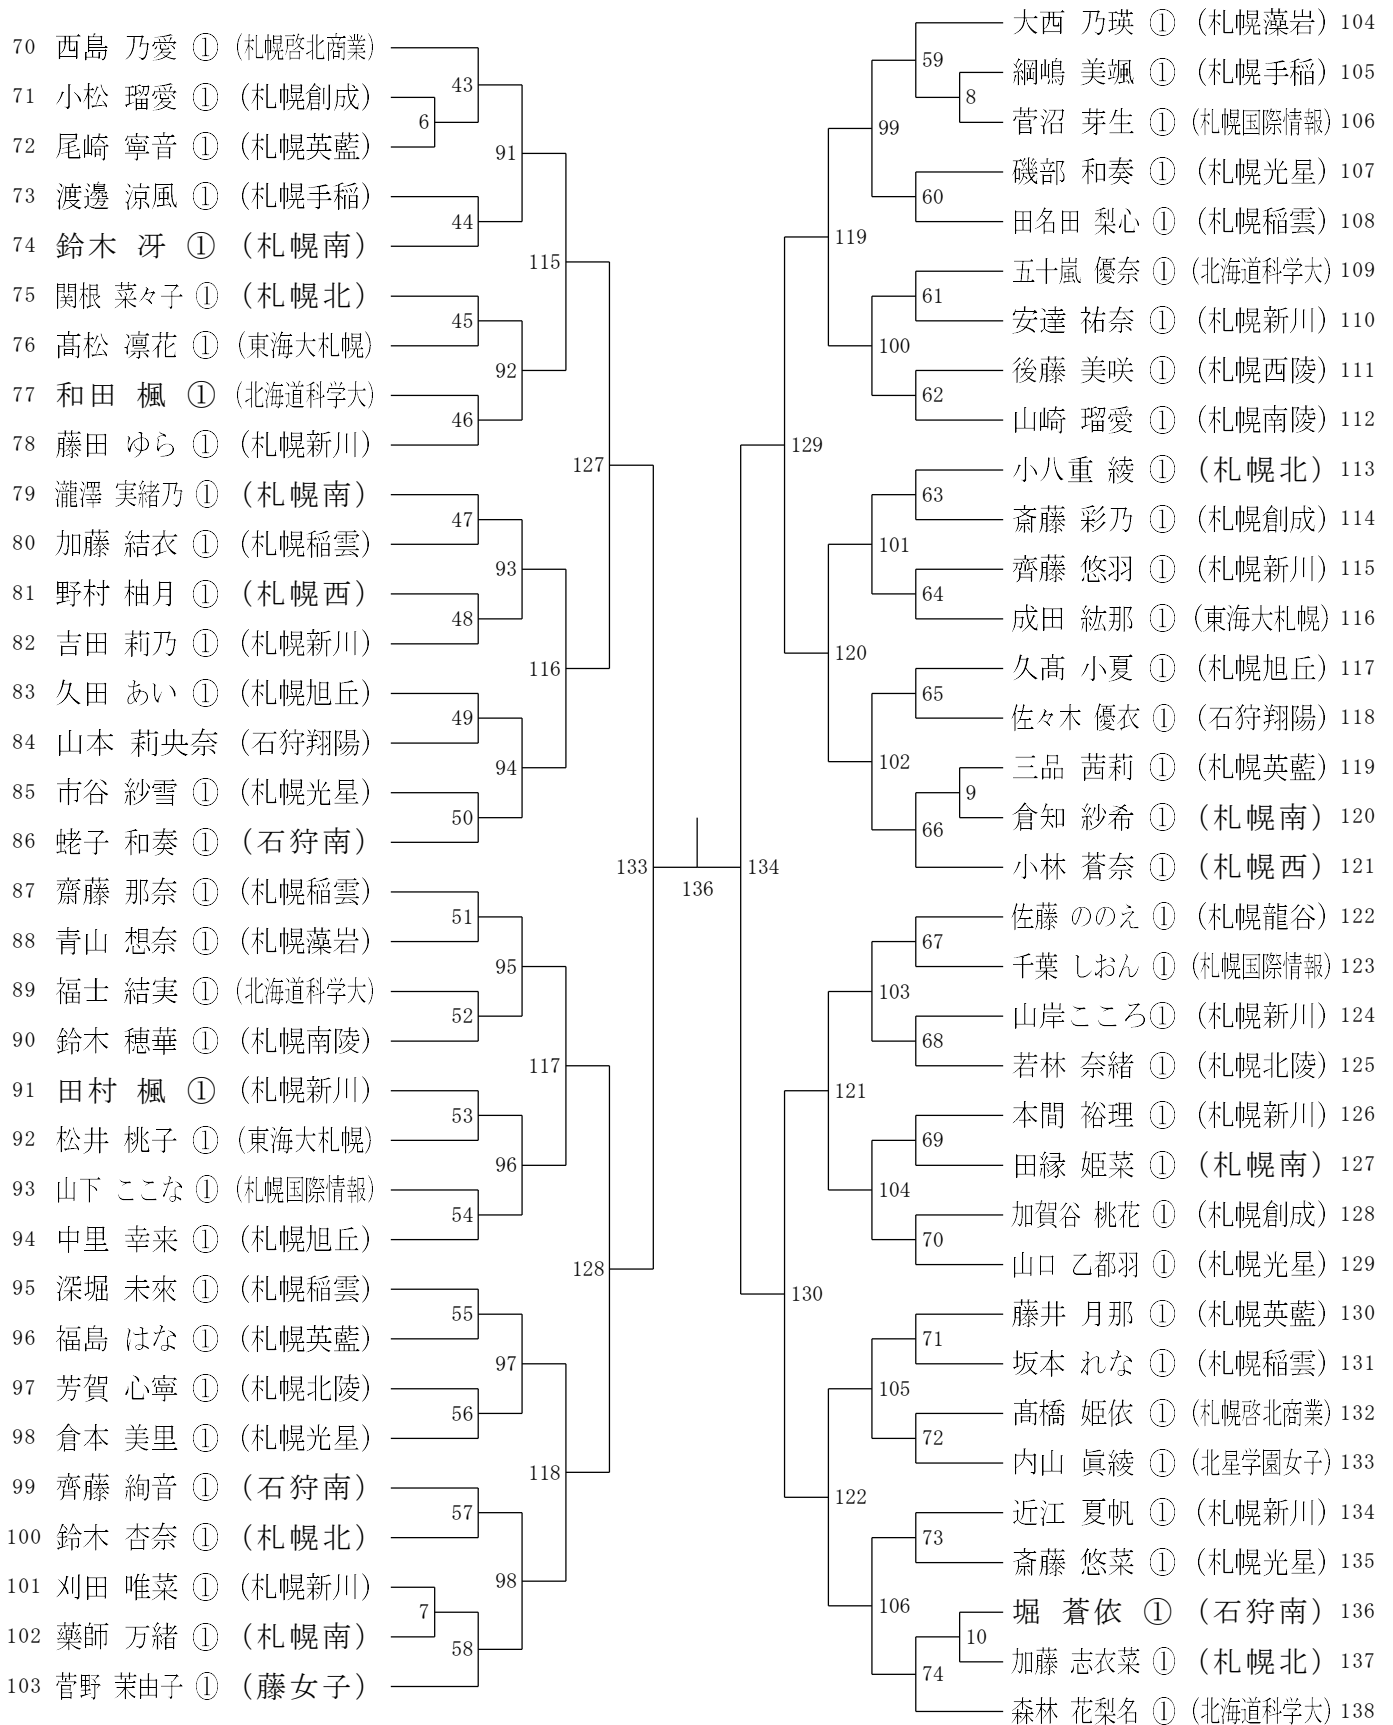 70 西島 乃愛 ① (札幌啓北商業)
71 小松 瑠愛 ① (札幌創成)
72 尾崎 寧音 ① (札幌英藍)
73 渡邊 涼風 ① (札幌手稲)
74 鈴木 冴 ① (札幌南)
75 関根 菜々子 ① (札幌北)
76 髙松 凛花 ① (東海大札幌)
77 和田 楓 ① (北海道科学大)
78 藤田 ゆら ① (札幌新川)
79 瀧澤 実緒乃 ① (札幌南)
80 加藤 結衣 ① (札幌稲雲)
81 野村 柚月 ① (札幌西)
82 吉田 莉乃 ① (札幌新川)
83 久田 あい ① (札幌旭丘)
84 山本 莉央奈 (石狩翔陽)
85 市谷 紗雪 ① (札幌光星)
86 蛯子 和奏 ① (石狩南)
87 齋藤 那奈 ① (札幌稲雲)
88 青山 想奈 ① (札幌藻岩)
89 福士 結実 ① (北海道科学大)
90 鈴木 穂華 ① (札幌南陵)
91 田村 楓 ① (札幌新川)
92 松井 桃子 ① (東海大札幌)
93 山下 ここな ① (札幌国際情報)
94 中里 幸来 ① (札幌旭丘)
95 深堀 未來 ① (札幌稲雲)
96 福島 はな ① (札幌英藍)
97 芳賀 心寧 ① (札幌北陵)
98 倉本 美里 ① (札幌光星)
99 齊藤 絢音 ① (石狩南)
100 鈴木 杏奈 ① (札幌北)
101 刈田 唯菜 ① (札幌新川)
102 薬師 万緒 ① (札幌南)
103 菅野 茉由子 ① (藤女子)
6
7
43
44
45
46
47
48
49
50
51
52
53
54
55
56
57
58
91
92
93
94
95
96
97
98
115
116
117
118
127
128
133
136
134
129
130
119
120
121
122
99
100
101
102
103
104
105
106
59
60
61
62
63
64
65
66
67
68
69
70
71
72
73
74
8
9
10
大西 乃瑛 ① (札幌藻岩) 104
綱嶋 美颯 ① (札幌手稲) 105
菅沼 芽生 ① (札幌国際情報) 106
磯部 和奏 ① (札幌光星) 107
田名田 梨心 ① (札幌稲雲) 108
五十嵐 優奈 ① (北海道科学大) 109
安達 祐奈 ① (札幌新川) 110
後藤 美咲 ① (札幌西陵) 111
山崎 瑠愛 ① (札幌南陵) 112
小八重 綾 ① (札幌北) 113
斎藤 彩乃 ① (札幌創成) 114
齊藤 悠羽 ① (札幌新川) 115
成田 紘那 ① (東海大札幌) 116
久髙 小夏 ① (札幌旭丘) 117
佐々木 優衣 ① (石狩翔陽) 118
三品 茜莉 ① (札幌英藍) 119
倉知 紗希 ① (札幌南) 120
小林 蒼奈 ① (札幌西) 121
佐藤 ののえ ① (札幌龍谷) 122
千葉 しおん ① (札幌国際情報) 123
山岸こころ① (札幌新川) 124
若林 奈緒 ① (札幌北陵) 125
本間 裕理 ① (札幌新川) 126
田縁 姫菜 ① (札幌南) 127
加賀谷 桃花 ① (札幌創成) 128
山口 乙都羽 ① (札幌光星) 129
藤井 月那 ① (札幌英藍) 130
坂本 れな ① (札幌稲雲) 131
髙橋 姫依 ① (札幌啓北商業) 132
内山 眞綾 ① (北星学園女子) 133
近江 夏帆 ① (札幌新川) 134
斎藤 悠菜 ① (札幌光星) 135
堀 蒼依 ① (石狩南) 136
加藤 志衣菜 ① (札幌北) 137
森林 花梨名 ① (北海道科学大) 138